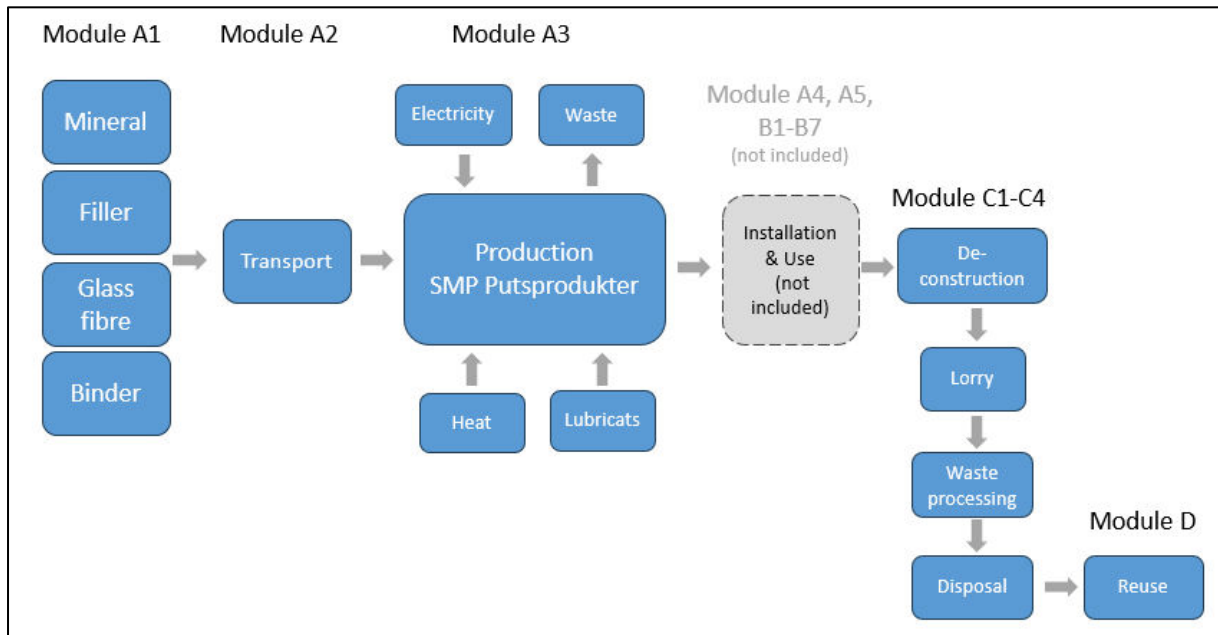 Module A1
Module A2
Module A3
Mineral
Filler
Glass
fibre
Binder
Transport
Electricity
Waste
Production
SMP Putsprodukter
Heat
Lubricats
Module A4, A5,
B1-B7
(not included)
Installation
& Use
(not
included)
Module C1-C4
De-
construction
Lorry
Waste
processing
Disposal
Module D
Reuse